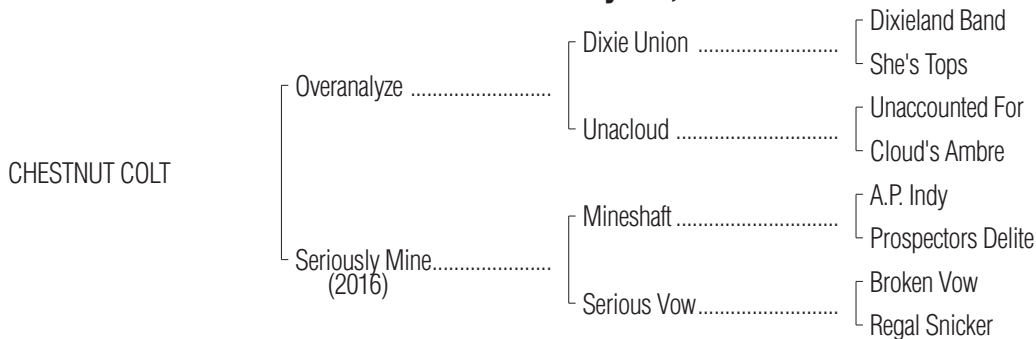 Dixieland Band
Dixie Union ............................
She's Tops
Overanalyze ............................
Unaccounted For
Unacloud ................................
Cloud's Ambre
CHESTNUT COLT
A.P. Indy
Mineshaft ................................
Prospectors Delite
Seriously Mine........................
(2016)
Broken Vow
Serious Vow............................
Regal Snicker